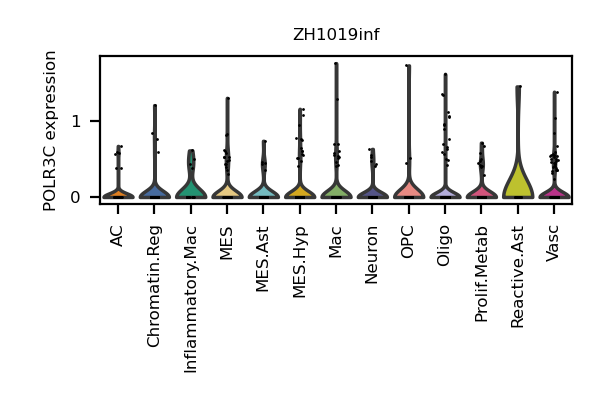 ZH1019inf
POLR3C expression
1
0
AC
Chromatin.Reg
Inflammatory.Mac
MES
MES.Ast
MES.Hyp
Mac
Neuron
OPC
Oligo
Prolif.Metab
Reactive.Ast
Vasc